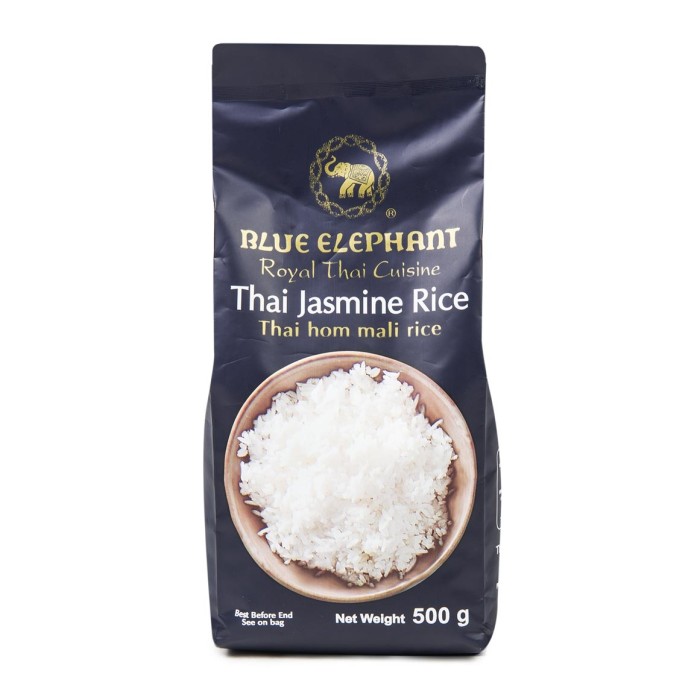 ®
BLUE ELEPHANT
Royal Thai Cuisine
Thai Jasmine Rice
Thai hom mali rice
Best Before End
See on bag
Net Weight 500 g